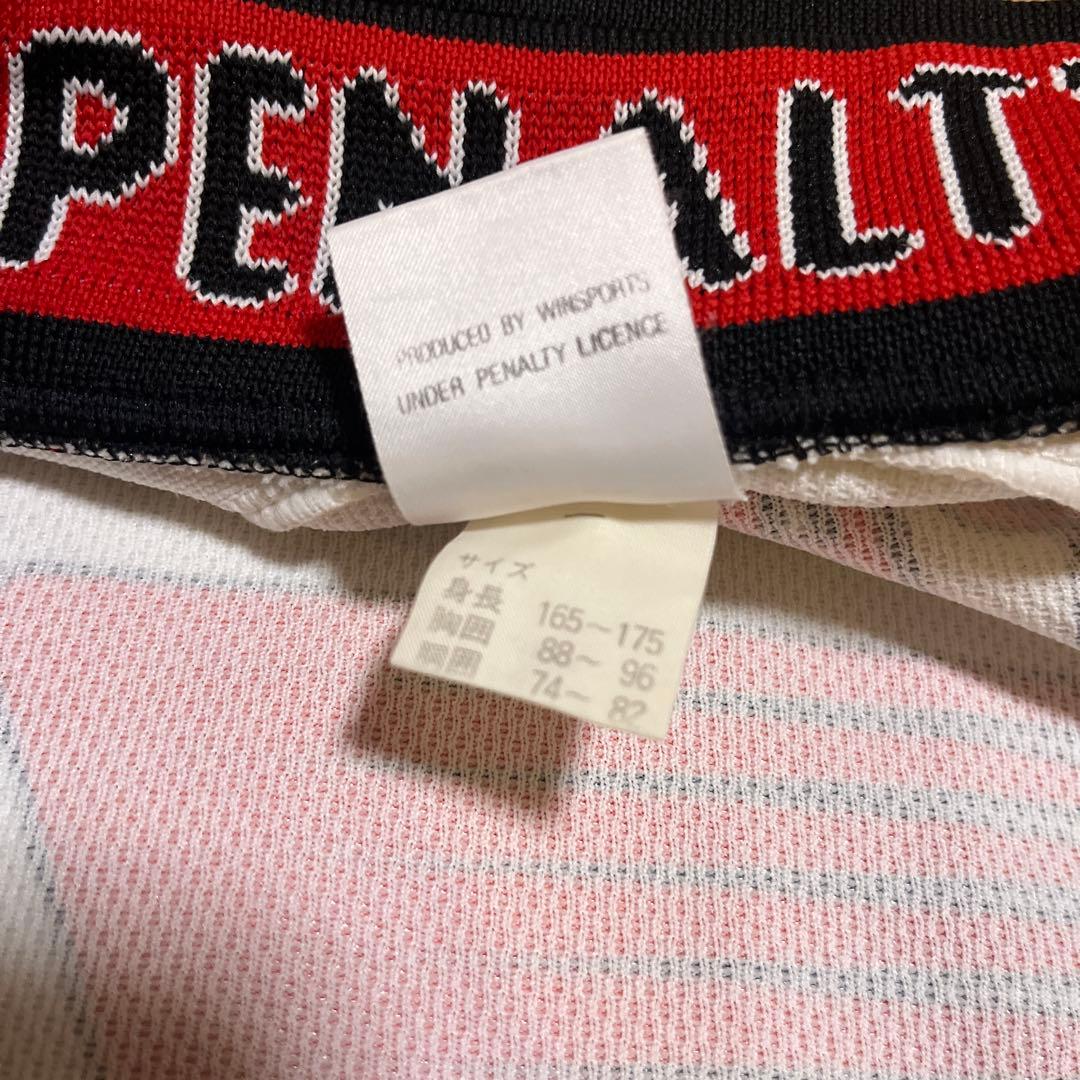 PENALTY
PRODUCED BY WINSPORTS
UNDER PENALTY LICENCE
サイズ
身長 165～175
胸囲 88～ 96
胴囲 74～ 82